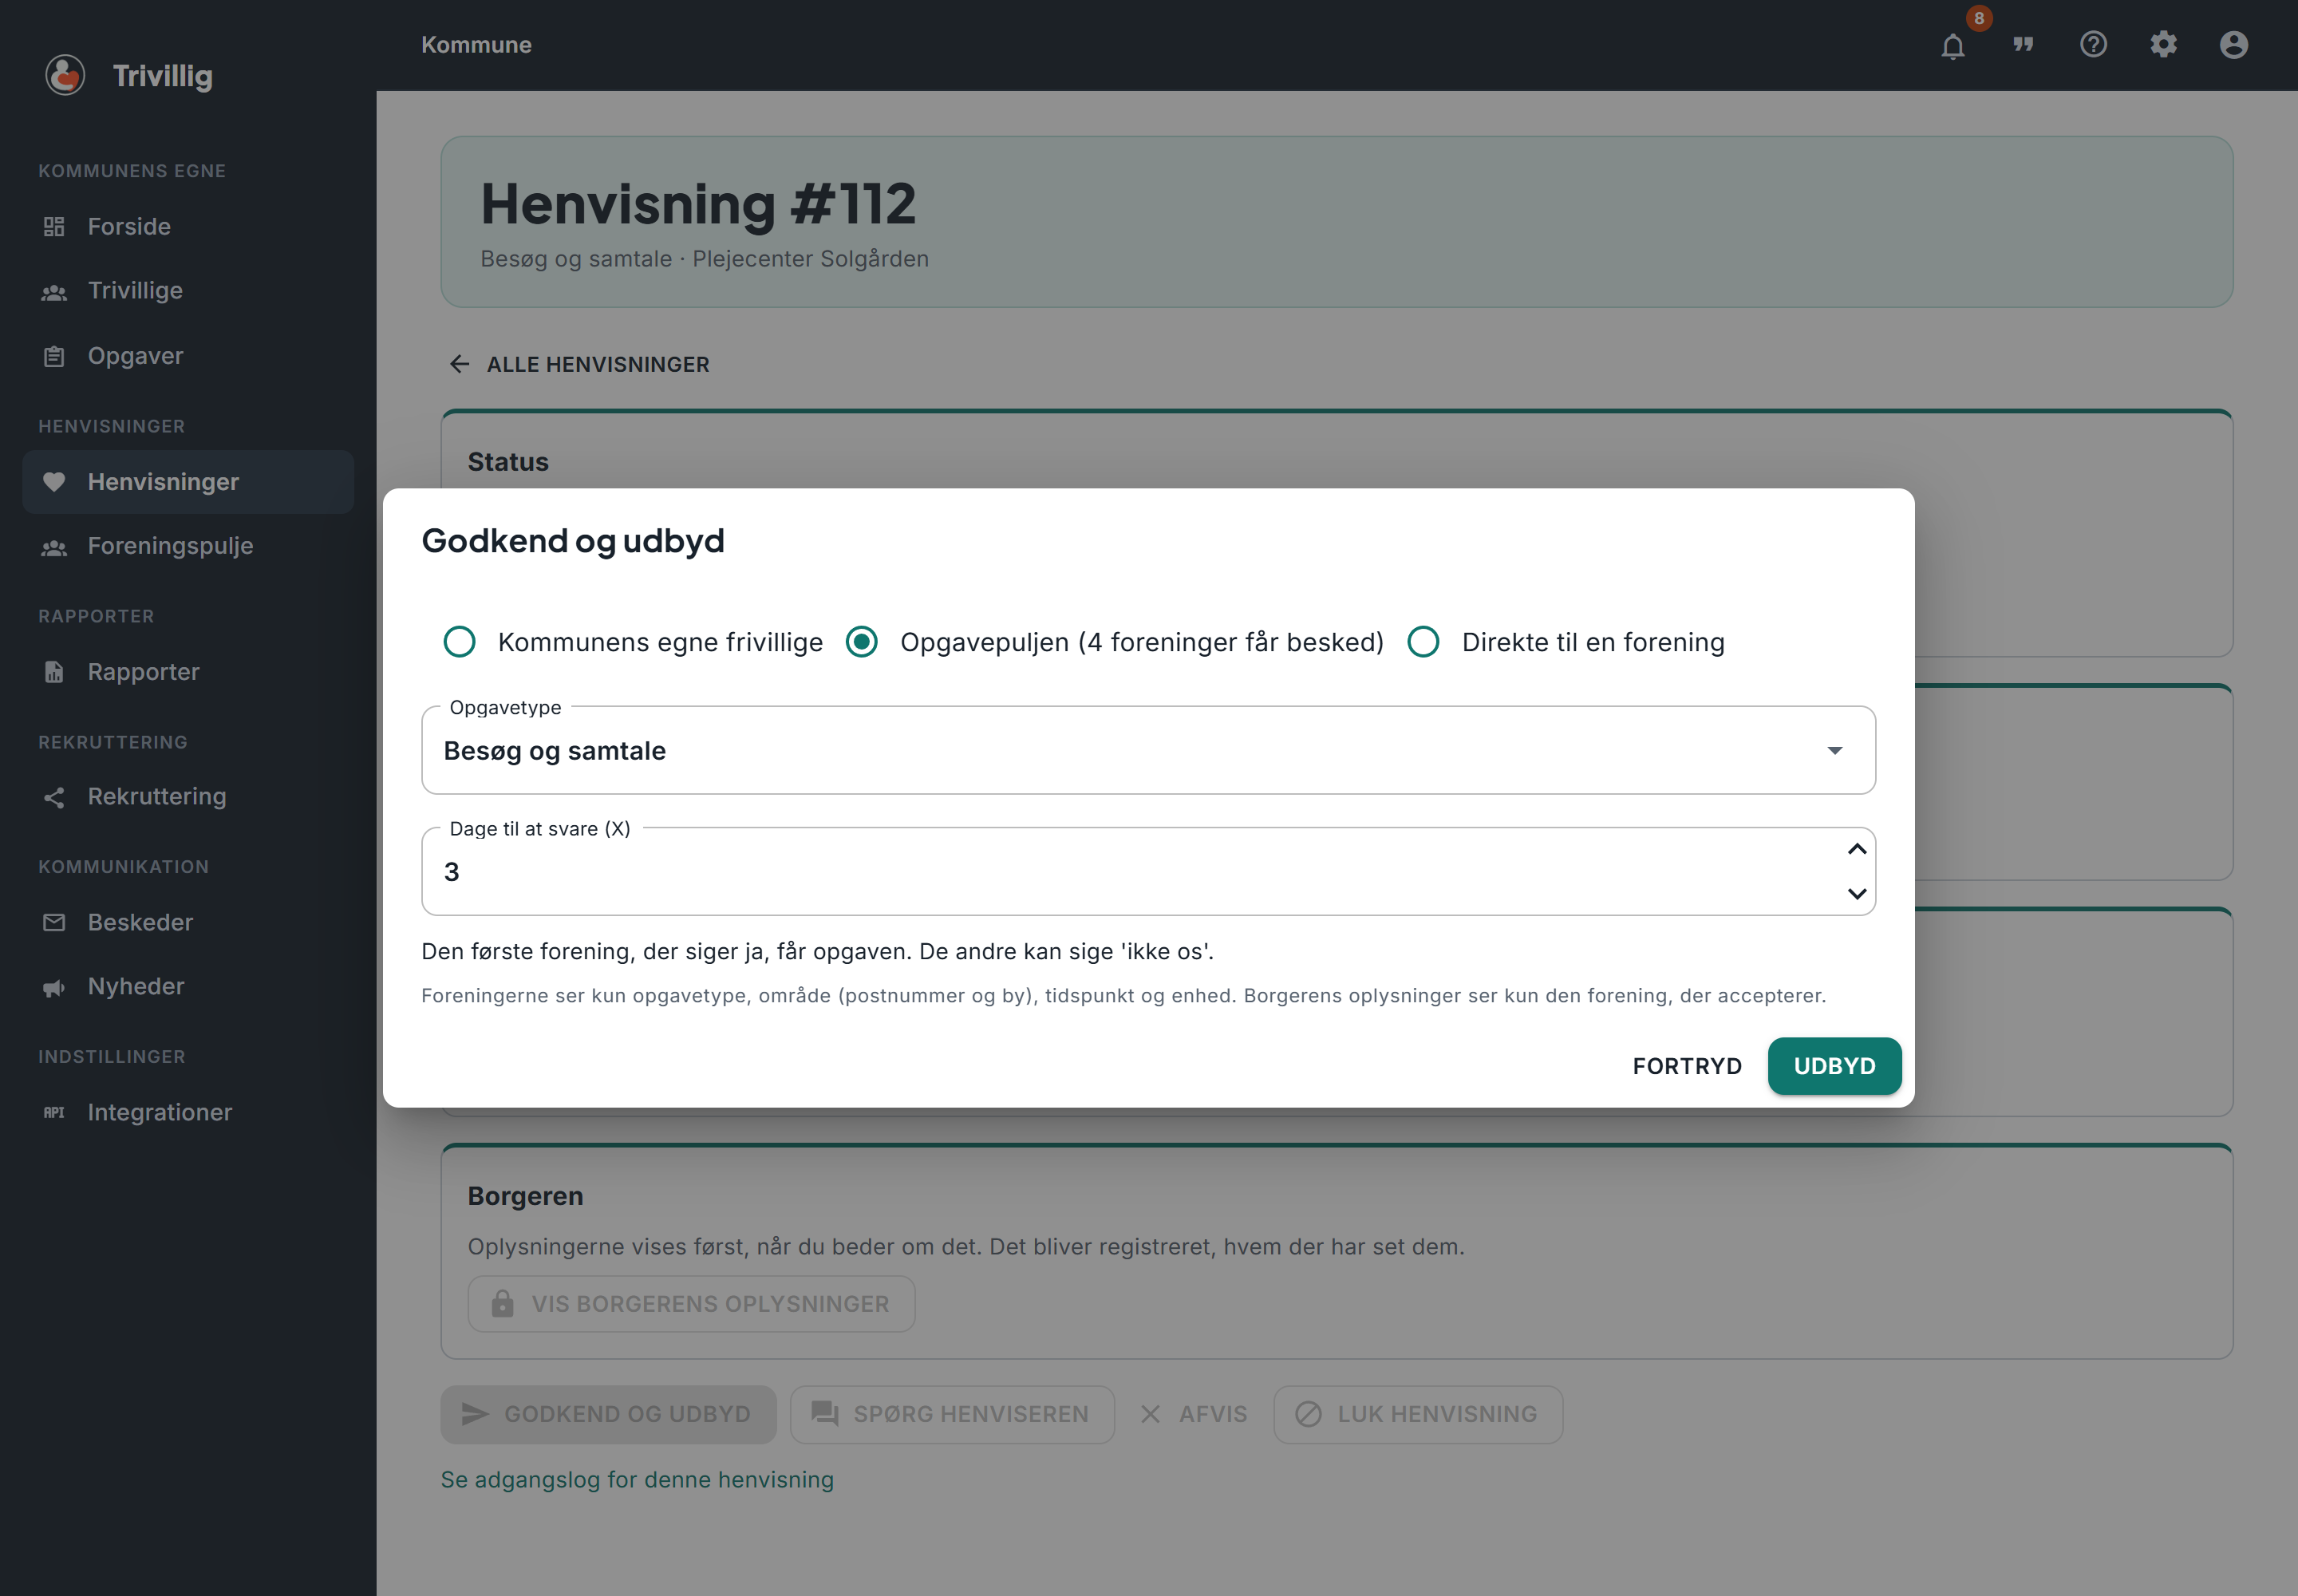 Trivillig
Kommune
8
KOMMUNENS EGNE
Forside
Trivillige
Opgaver
HENVISNINGER
Henvisninger
Foreningspulje
RAPPORTER
Rapporter
REKRUTTERING
Rekruttering
KOMMUNIKATION
Beskeder
Nyheder
INDSTILLINGER
API Integrationer
Henvisning #112
Besøg og samtale · Plejecenter Solgården
ALLE HENVISNINGER
Status
Godkend og udbyd
Kommunens egne frivillige Opgavepuljen (4 foreninger får besked) Direkte til en forening
Opgavetype
Besøg og samtale
Dage til at svare (X)
3
Den første forening, der siger ja, får opgaven. De andre kan sige 'ikke os'.
Foreningerne ser kun opgavetype, område (postnummer og by), tidspunkt og enhed. Borgerens oplysninger ser kun den forening, der accepterer.
FORTRYD UDBYD
Borgeren
Oplysningerne vises først, når du beder om det. Det bliver registreret, hvem der har set dem.
VIS BORGERENS OPLYSNINGER
GODKEND OG UDBYD SPØRG HENVISEREN AFVIS LUK HENVISNING
Se adgangslog for denne henvisning